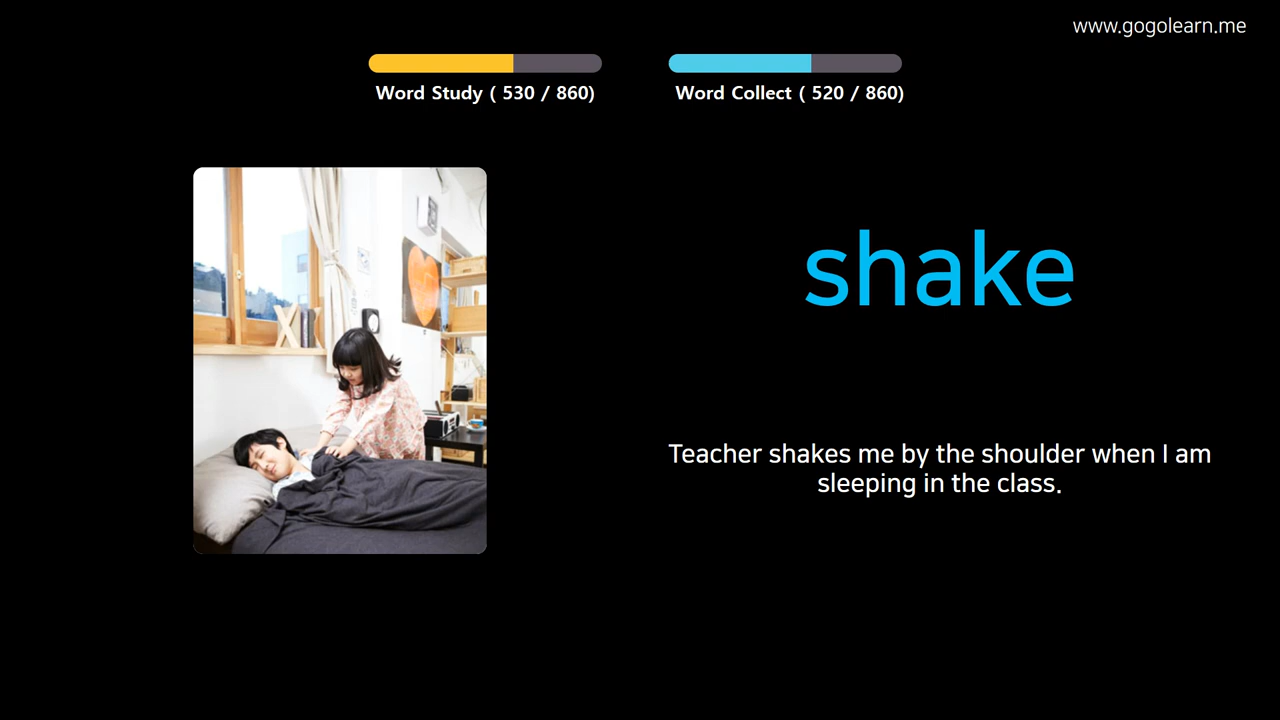 www.gogolearn.me
Word Study ( 530 / 860)
Word Collect ( 520 / 860)
shake
Teacher shakes me by the shoulder when I am
sleeping in the class.